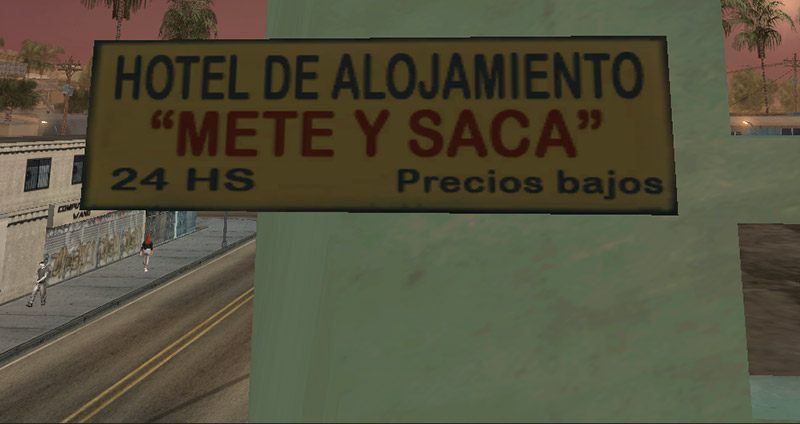 HOTEL DE ALOJAMIENTO
“METE Y SACA”
24 HS Precios bajos